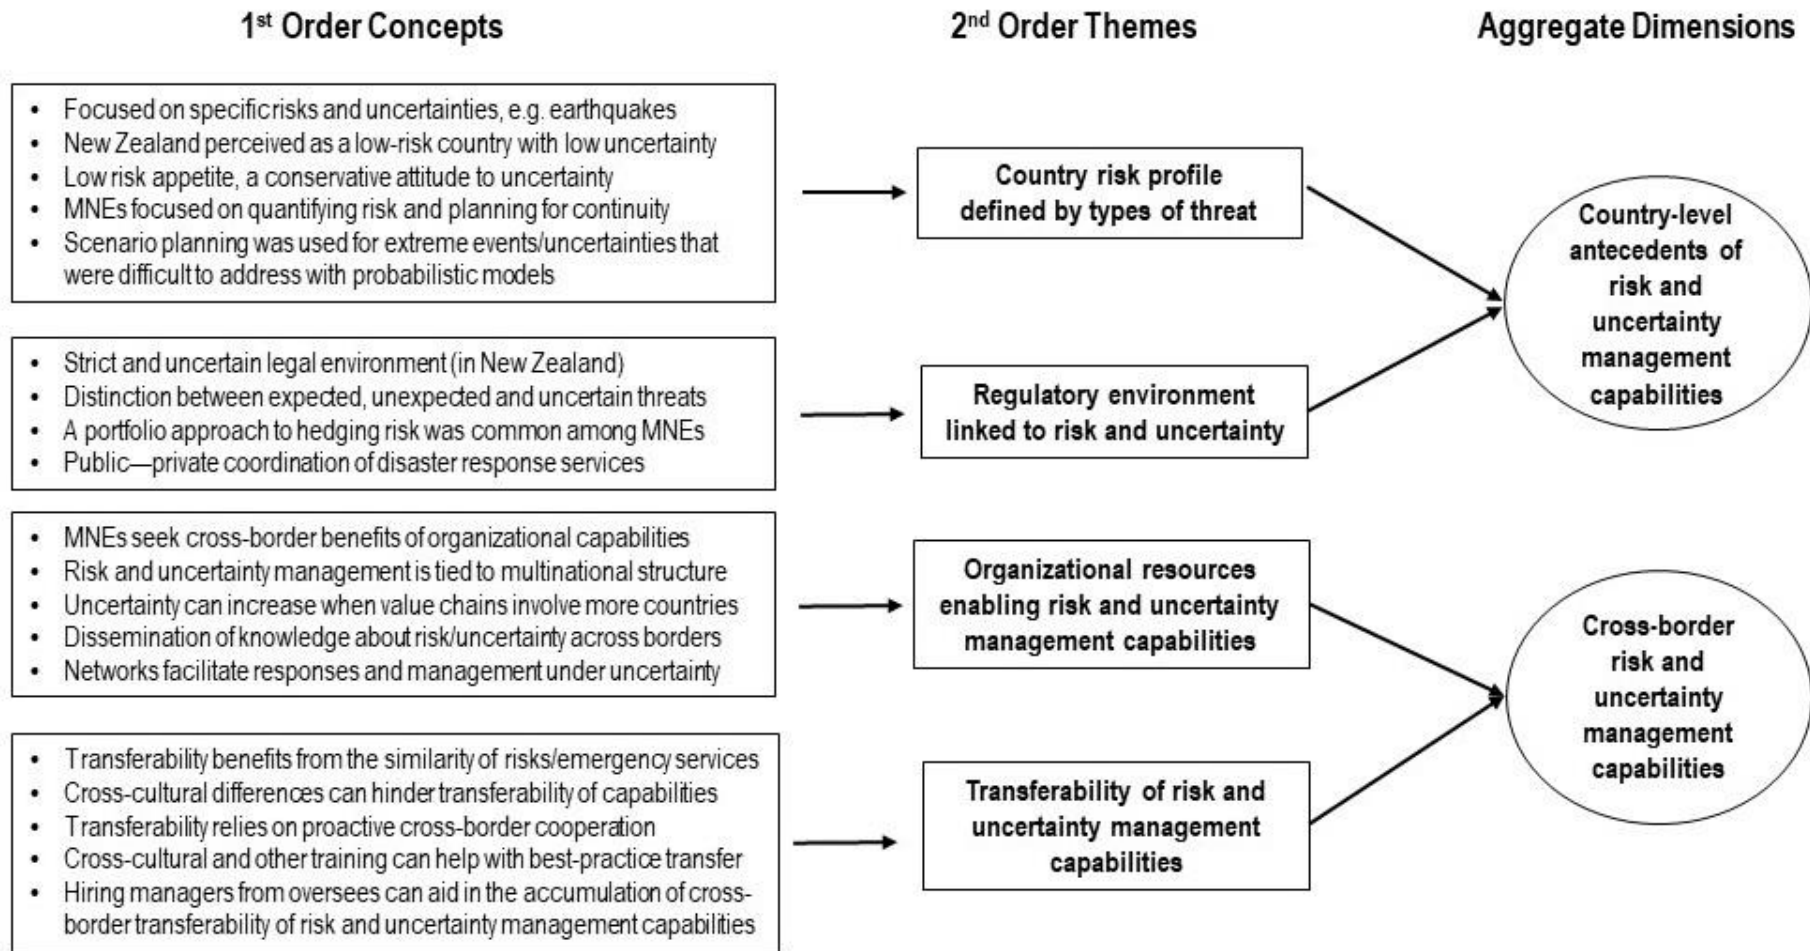 1st Order Concepts
2nd Order Themes
Aggregate Dimensions
• Focused on specific risks and uncertainties, e.g. earthquakes
• New Zealand perceived as a low-risk country with low uncertainty
• Low risk appetite, a conservative attitude to uncertainty
• MNEs focused on quantifying risk and planning for continuity
• Scenario planning was used for extreme events/uncertainties that
were difficult to address with probabilistic models
Country risk profile
defined by types of threat
Country-level
antecedents of
risk and
uncertainty
management
capabilities
• Strict and uncertain legal environment (in New Zealand)
• Distinction between expected, unexpected and uncertain threats
• A portfolio approach to hedging risk was common among MNEs
• Public—private coordination of disaster response services
Regulatory environment
linked to risk and uncertainty
• MNEs seek cross-border benefits of organizational capabilities
• Risk and uncertainty management is tied to multinational structure
• Uncertainty can increase when value chains involve more countries
• Dissemination of knowledge about risk/uncertainty across borders
• Networks facilitate responses and management under uncertainty
Organizational resources
enabling risk and uncertainty
management capabilities
Cross-border
risk and
uncertainty
management
capabilities
• Transferability benefits from the similarity of risks/emergency services
• Cross-cultural differences can hinder transferability of capabilities
• Transferability relies on proactive cross-border cooperation
• Cross-cultural and other training can help with best-practice transfer
• Hiring managers from oversees can aid in the accumulation of cross-
border transferability of risk and uncertainty management capabilities
Transferability of risk and
uncertainty management
capabilities